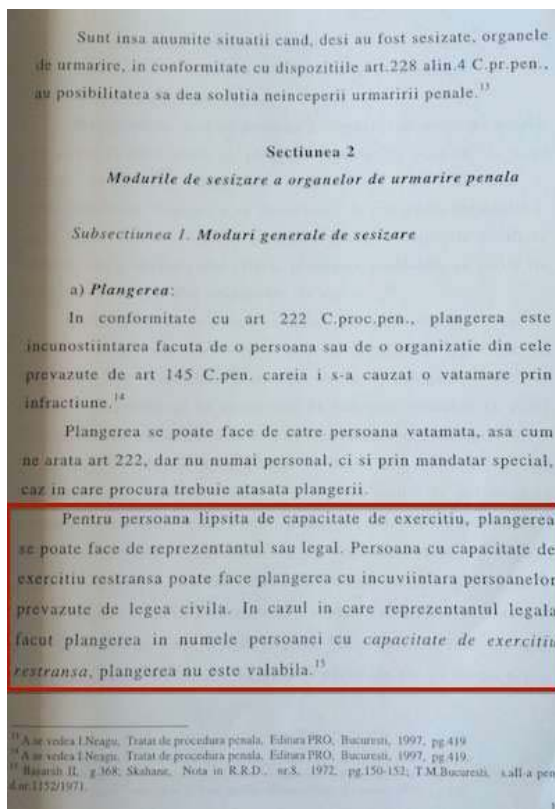 Sunt insa anumite situatii cand, desi au fost sesizate, organele
de urmarire, in conformitate cu dispozitiile art.228 alin.4 C.pr.pen.,
au posibilitatea sa dea solutia neinceperii urmaririi penale.13
Sectiunea 2
Modurile de sesizare a organelor de urmarire penala
Subsectiunea 1. Moduri generale de sesizare
a) Plangerea:
In conformitate cu art 222 C.proc.pen., plangerea este
incunostiintarea facuta de o persoana sau de o organizatie din cele
prevazute de art 145 C.pen. careia i s-a cauzat o vatamare prin
infractiune.14
Plangerea se poate face de catre persoana vatamata, asa cum
ne arata art 222, dar nu numai personal, ci si prin mandatar special,
caz in care procura trebuie atasata plangerii.
Pentru persoana lipsita de capacitate de exercitiu, plangerea
se poate face de reprezentantul sau legal. Persoana cu capacitate de
exercitiu restransa poate face plangerea cu incuviintara persoanelor
prevazute de legea civila. In cazul in care reprezentantul legala
facut plangerea in numele persoanei cu capacitate de exercitiu
restransa, plangerea nu este valabila.15
13 A se vedea I.Neagu, Tratat de procedura penala, Editura PRO, Bucuresti, 1997, pg.419
14 A se vedea I.Neagu, Tratat de procedura penala, Editura PRO, Bucuresti, 1997, pg.419
15 II, g.368; Nota in R.R.D., nr.8, 1972, pg.150-152; T.M.Bucuresti, s.aII-a pen
d.nr.1152/1971.